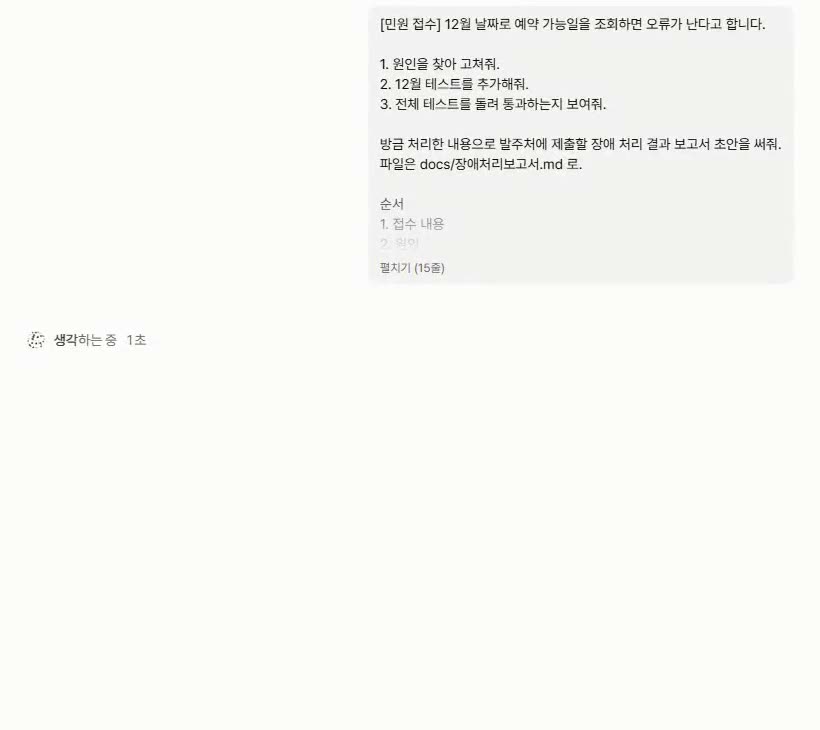 [민원 접수] 12월 날짜로 예약 가능일을 조회하면 오류가 난다고 합니다.
1. 원인을 찾아 고쳐줘.
2. 12월 테스트를 추가해줘.
3. 전체 테스트를 돌려 통과하는지 보여줘.
방금 처리한 내용으로 발주처에 제출할 장애 처리 결과 보고서 초안을 써줘.
파일은 docs/장애처리보고서.md 로.
순서
1. 접수 내용
2. 원인
펼치기 (15줄)
생각하는 중 1초